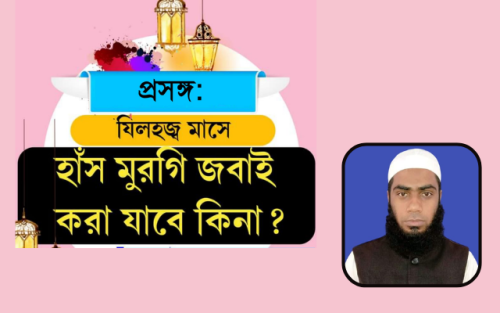 প্রসঙ্গ:
যিলহজ্ব মাসে
হাঁস মুরগি জবাই
করা যাবে কিনা?